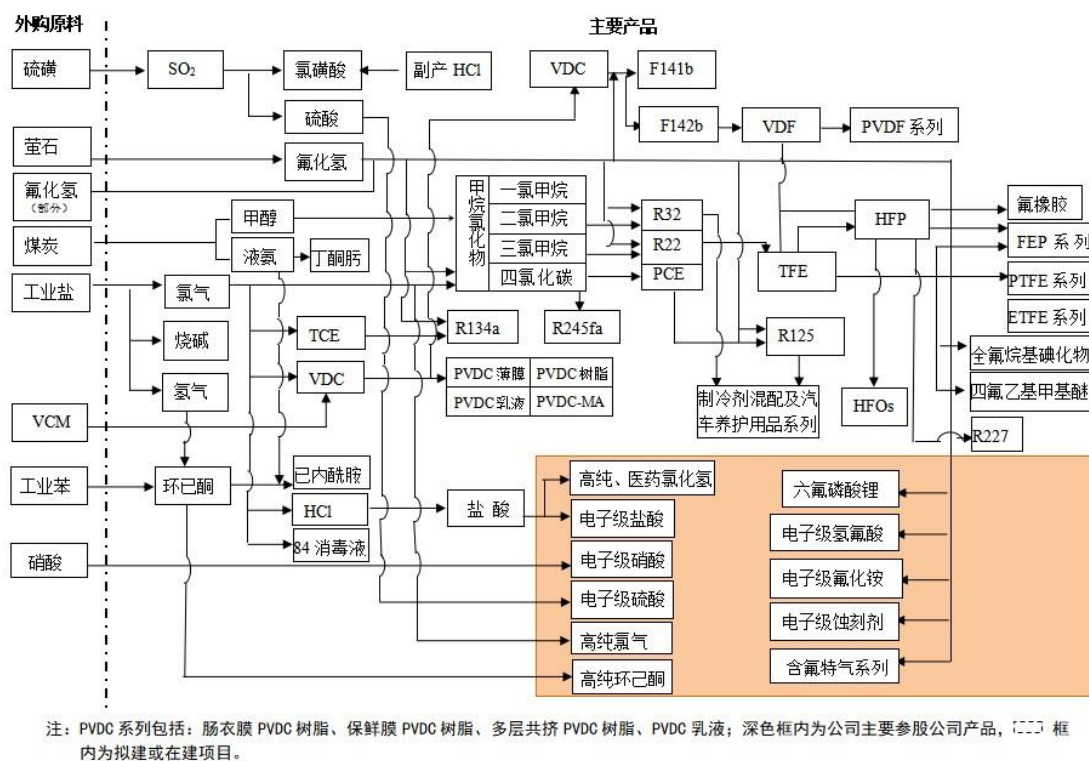 外购原料
主要产品
硫磺
SO₂
氯磺酸
副产 HCl
VDC
F141b
硫酸
F142b
VDF
PVDF 系列
萤石
氟化氢
氟化氢
(部分)
甲烷氯化物
一氯甲烷
二氯甲烷
三氯甲烷
四氯化碳
R32
R22
PCE
HFP
氟橡胶
甲醇
煤炭
液氨
丁酮肟
TFE
FEP 系列
PTFE 系列
ETFE 系列
工业盐
氯气
烧碱
氢气
TCE
R134a
R245fa
R125
全氟烷基碘化物
四氟乙基甲基醚
VDC
PVDC 薄膜
PVDC 树脂
PVDC 乳液
PVDC-MA
制冷剂混配及汽
车养护用品系列
HFOs
R227
VCM
工业苯
环已酮
已内酰胺
HCl
84 消毒液
盐 酸
高纯、医药氯化氢
电子级盐酸
电子级硝酸
电子级硫酸
高纯氯气
高纯环己酮
六氟磷酸锂
电子级氢氟酸
电子级氟化铵
电子级蚀刻剂
含氟特气系列
硝酸
注：PVDC 系列包括：肠衣膜 PVDC 树脂、保鲜膜 PVDC 树脂、多层共挤 PVDC 树脂、PVDC 乳液；深色框内为公司主要参股公司产品， 框
内为拟建或在建项目。